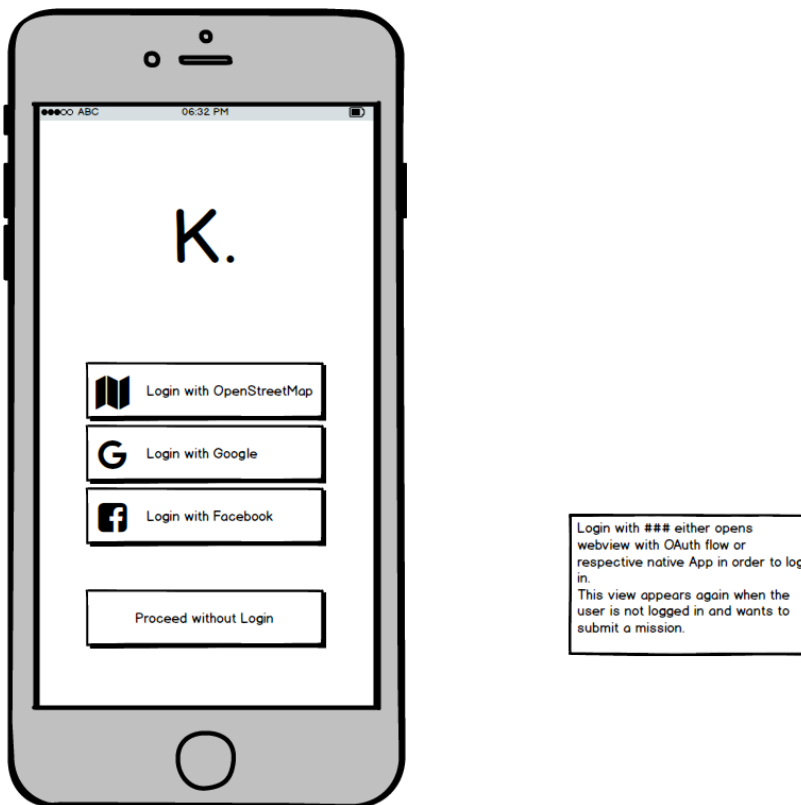 ABC 06:32 PM
K.
Login with OpenStreetMap
Login with Google
Login with Facebook
Proceed without Login
Login with ### either opens
webview with OAuth flow or
respective native App in order to log
in.
This view appears again when the
user is not logged in and wants to
submit a mission.